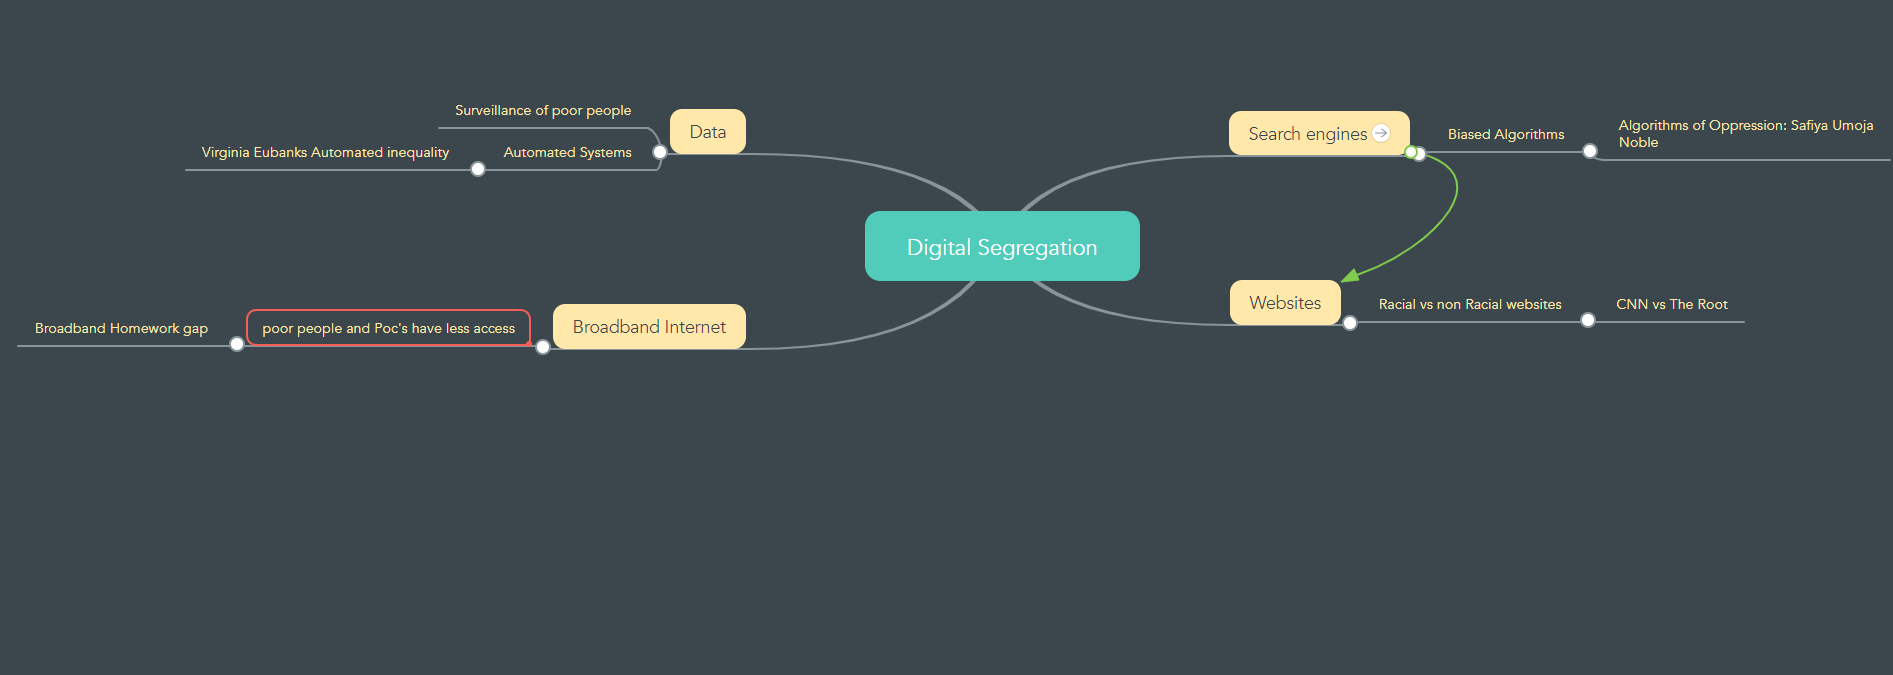 Surveillance of poor people
Data
Virginia Eubanks Automated inequality
Automated Systems
Search engines
Biased Algorithms
Algorithms of Oppression: Safiya Umoja
Noble
Digital Segregation
Broadband Homework gap
poor people and Poc's have less access
Broadband Internet
Websites
Racial vs non Racial websites
CNN vs The Root